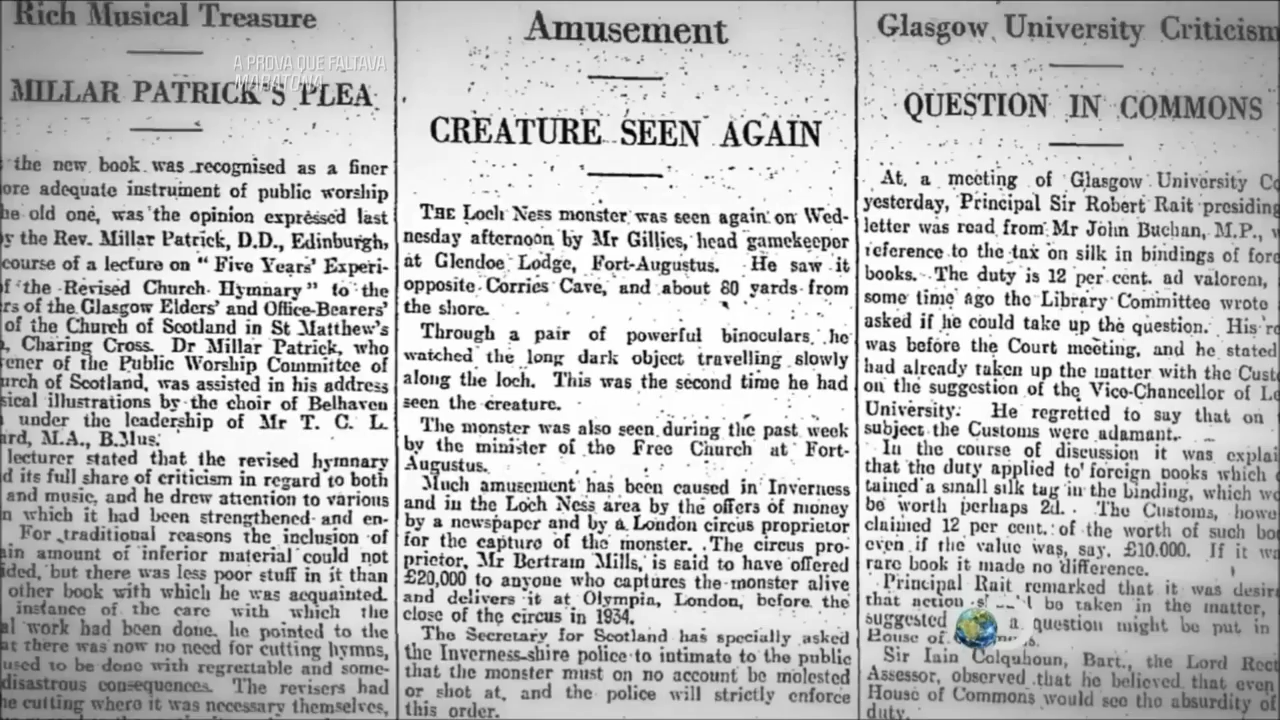 Rich Musical Treasure
MILLAR PATRICK'S PLEA
the new book was recognised as a finer
ore adequate instrument of public worship
he old one, was the opinion expressed last
y the Rev. Millar Patrick, D.D., Edinburgh,
course of a lecture on "Five Years' Experi-
f "the Revised Church Hymnary" to the
rs of the Glasgow Elders' and Office-Bearers'
of the Church of Scotland in St Matthew's
, Charing Cross. Dr Millar Patrick, who
ener of the Public Worship Committee of
urch of Scotland, was assisted in his address
sical illustrations by the choir of Belhaven
under the leadership of Mr T. C. L.
ard, M.A., B.Mus.
lecturer stated that the revised hymnary
d its full share of criticism in regard to both
and music, and he drew attention to various
n which it had been strengthened and en-
For traditional reasons the inclusion of
ain amount of inferior material could not
ided, but there was less poor stuff in it than
other book with which he was acquainted.
instance of the care with which the
al work had been done, he pointed to the
at there was now no need for cutting hymns,
used to be done with regrettable and some-
disastrous consequences. The revisers had
he cutting where it was necessary themselves,
A PROVA QUE FALTAVA
MARATONA
Amusement
CREATURE SEEN AGAIN
THE Loch Ness monster was seen again on Wed-
nesday afternoon by Mr Gillies, head gamekeeper
at Glendoe Lodge, Fort-Augustus. He saw it
opposite Corries Cave, and about 80 yards from
the shore.
Through a pair of powerful binoculars he
watched the long dark object travelling slowly
along the loch. This was the second time he had
seen the creature.
The monster was also seen during the past week
by the minister of the Free Church at Fort-
Augustus.
Much amusement has been caused in Inverness
and in the Loch Ness area by the offers of money
by a newspaper and by a London circus proprietor
for the capture of the monster. The circus pro-
prietor, Mr Bertram Mills, is said to have offered
£20,000 to anyone who captures the monster alive
and delivers it at Olympia, London, before the
close of the circus in 1934.
The Secretary for Scotland has specially asked
the Inverness-shire police to intimate to the public
that the monster must on no account be molested
or shot at, and the police will strictly enforce
this order.
Glasgow University Criticism
QUESTION IN COMMONS
At a meeting of Glasgow University Co
yesterday, Principal Sir Robert Rait presiding
letter was read from Mr John Buchan, M.P., w
reference to the tax on silk in bindings of fore
books. The duty is 12 per cent. ad valorem,
some time ago the Library Committee wrote
asked if he could take up the question. His re
was before the Court meeting, and he stated
had already taken up the matter with the Custo
on the suggestion of the Vice-Chancellor of Le
University. He regretted to say that on
subject the Customs were adamant.
In the course of discussion it was explai
that the duty applied to foreign books which c
tained a small silk tag in the binding, which wo
be worth perhaps 2d. The Customs, howe
claimed 12 per cent. of the worth of such bo
even if the value was, say, £10.000. If it wa
rare book it made no difference.
Principal Rait remarked that it was desira
that action be taken in the matter,
suggested a question might be put in
House of
Sir Iain Colquhoun, Bart., the Lord Rect
Assessor, observed that he believed that even
House of Commons would see the absurdity of
duty.